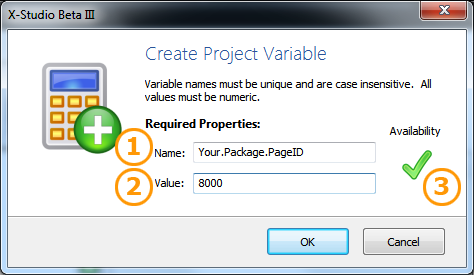 X-Studio Beta III
Create Project Variable
Variable names must be unique and are case insensitive. All
values must be numeric.
Required Properties:
Availability
1 Name: Your.Package.PageID
2 Value: 8000
3
OK Cancel